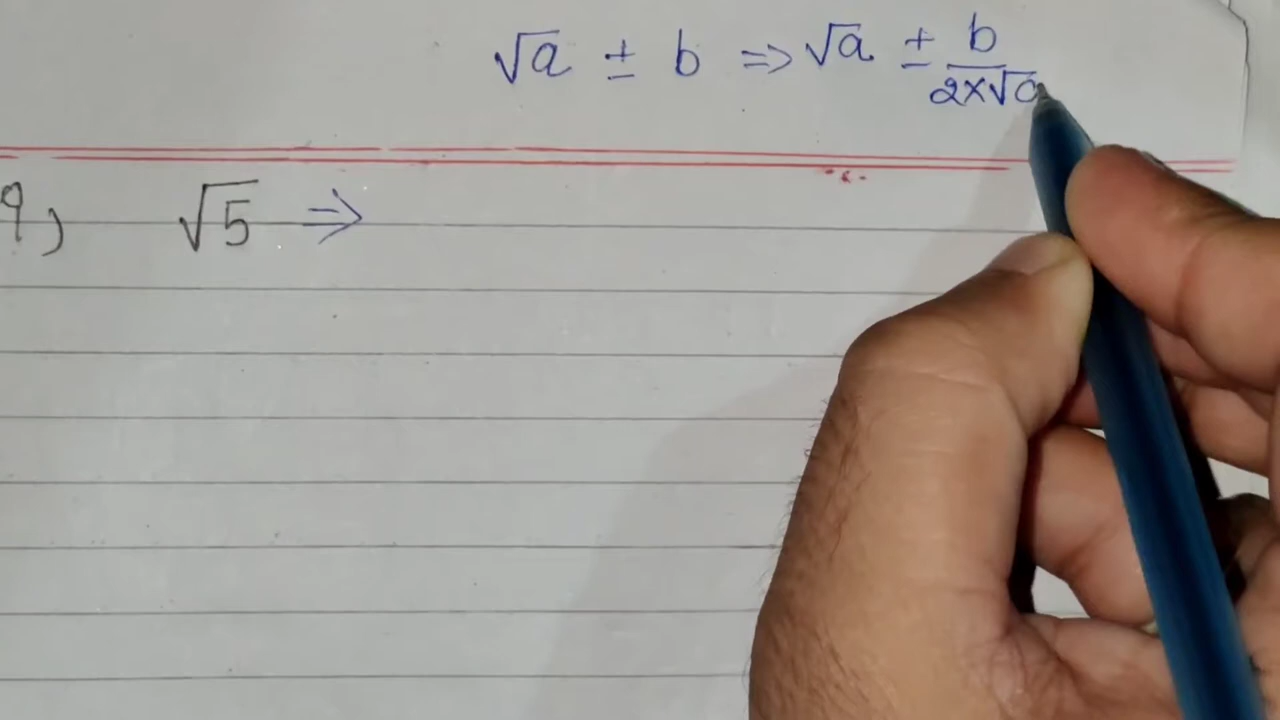 √a ± b ⇒ √a ± b/2×√a
9) √5 ⇒